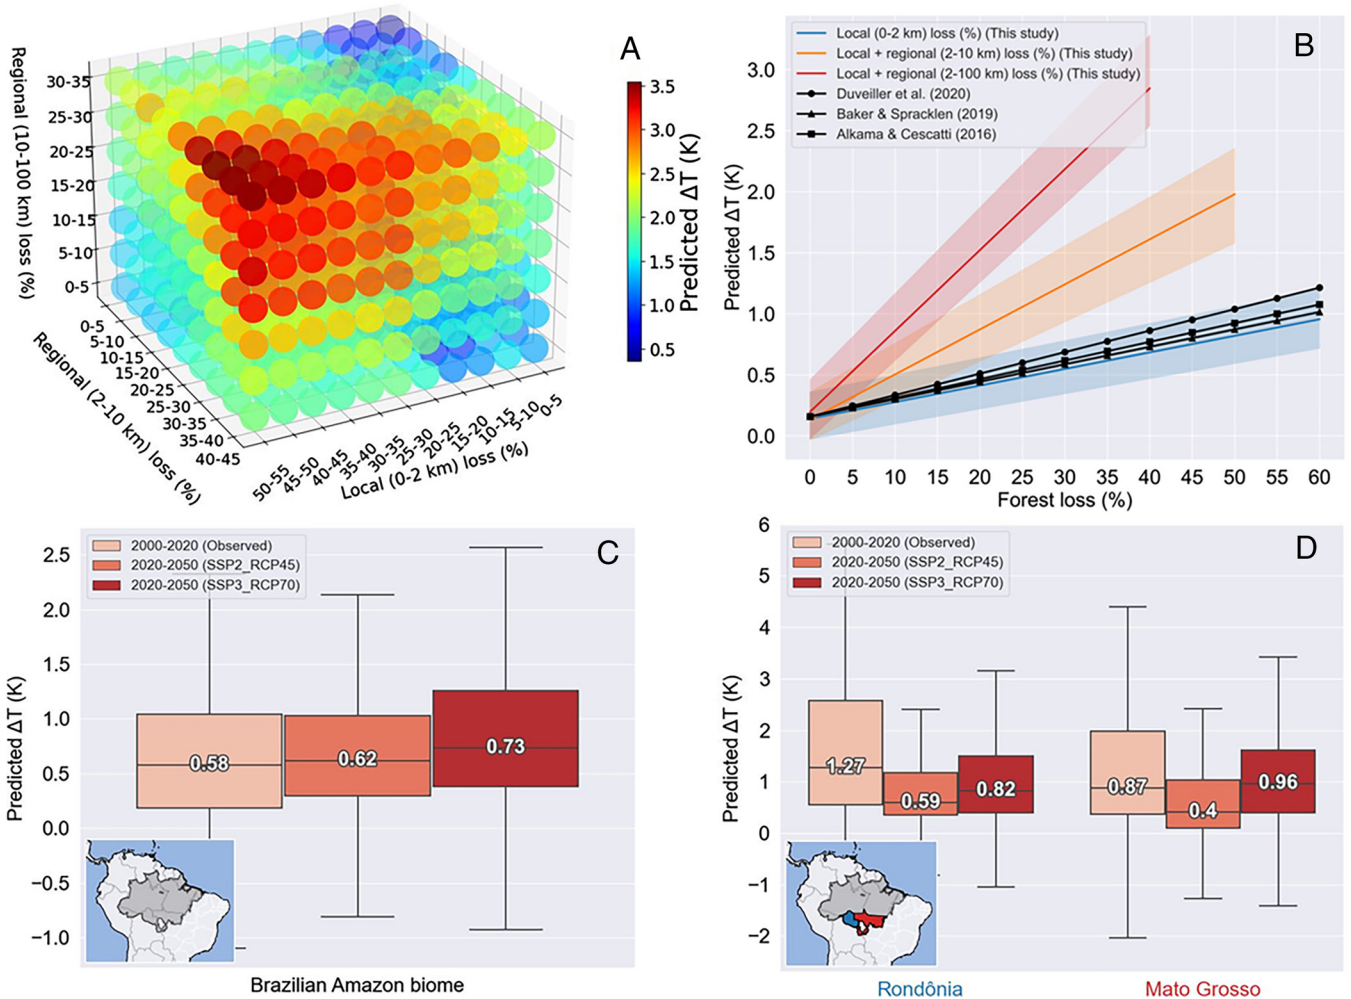 A
Regional (10-100 km) loss (%)
30-35
25-30
20-25
15-20
10-15
5-10
0-5
0-5
5-10
10-15
15-20
20-25
25-30
30-35
35-40
40-45
Regional (2-10 km) loss (%)
50-55
45-50
40-45
35-40
30-35
25-30
20-25
15-20
10-15
5-10
0-5
Local (0-2 km) loss (%)
3.5
3.0
2.5
2.0
1.5
1.0
0.5
Predicted ΔT (K)
B
Local (0-2 km) loss (%) (This study)
Local + regional (2-10 km) loss (%) (This study)
Local + regional (2-100 km) loss (%) (This study)
Duveiller et al. (2020)
Baker & Spracklen (2019)
Alkama & Cescatti (2016)
Predicted ΔT (K)
3.0
2.5
2.0
1.5
1.0
0.5
0.0
0 5 10 15 20 25 30 35 40 45 50 55 60
Forest loss (%)
C
2000-2020 (Observed)
2020-2050 (SSP2_RCP45)
2020-2050 (SSP3_RCP70)
Predicted ΔT (K)
2.5
2.0
1.5
1.0
0.5
0.0
−0.5
−1.0
0.58
0.62
0.73
Brazilian Amazon biome
D
2000-2020 (Observed)
2020-2050 (SSP2_RCP45)
2020-2050 (SSP3_RCP70)
Predicted ΔT (K)
6
5
4
3
2
1
0
−1
−2
1.27
0.59
0.82
0.87
0.4
0.96
Rondônia
Mato Grosso